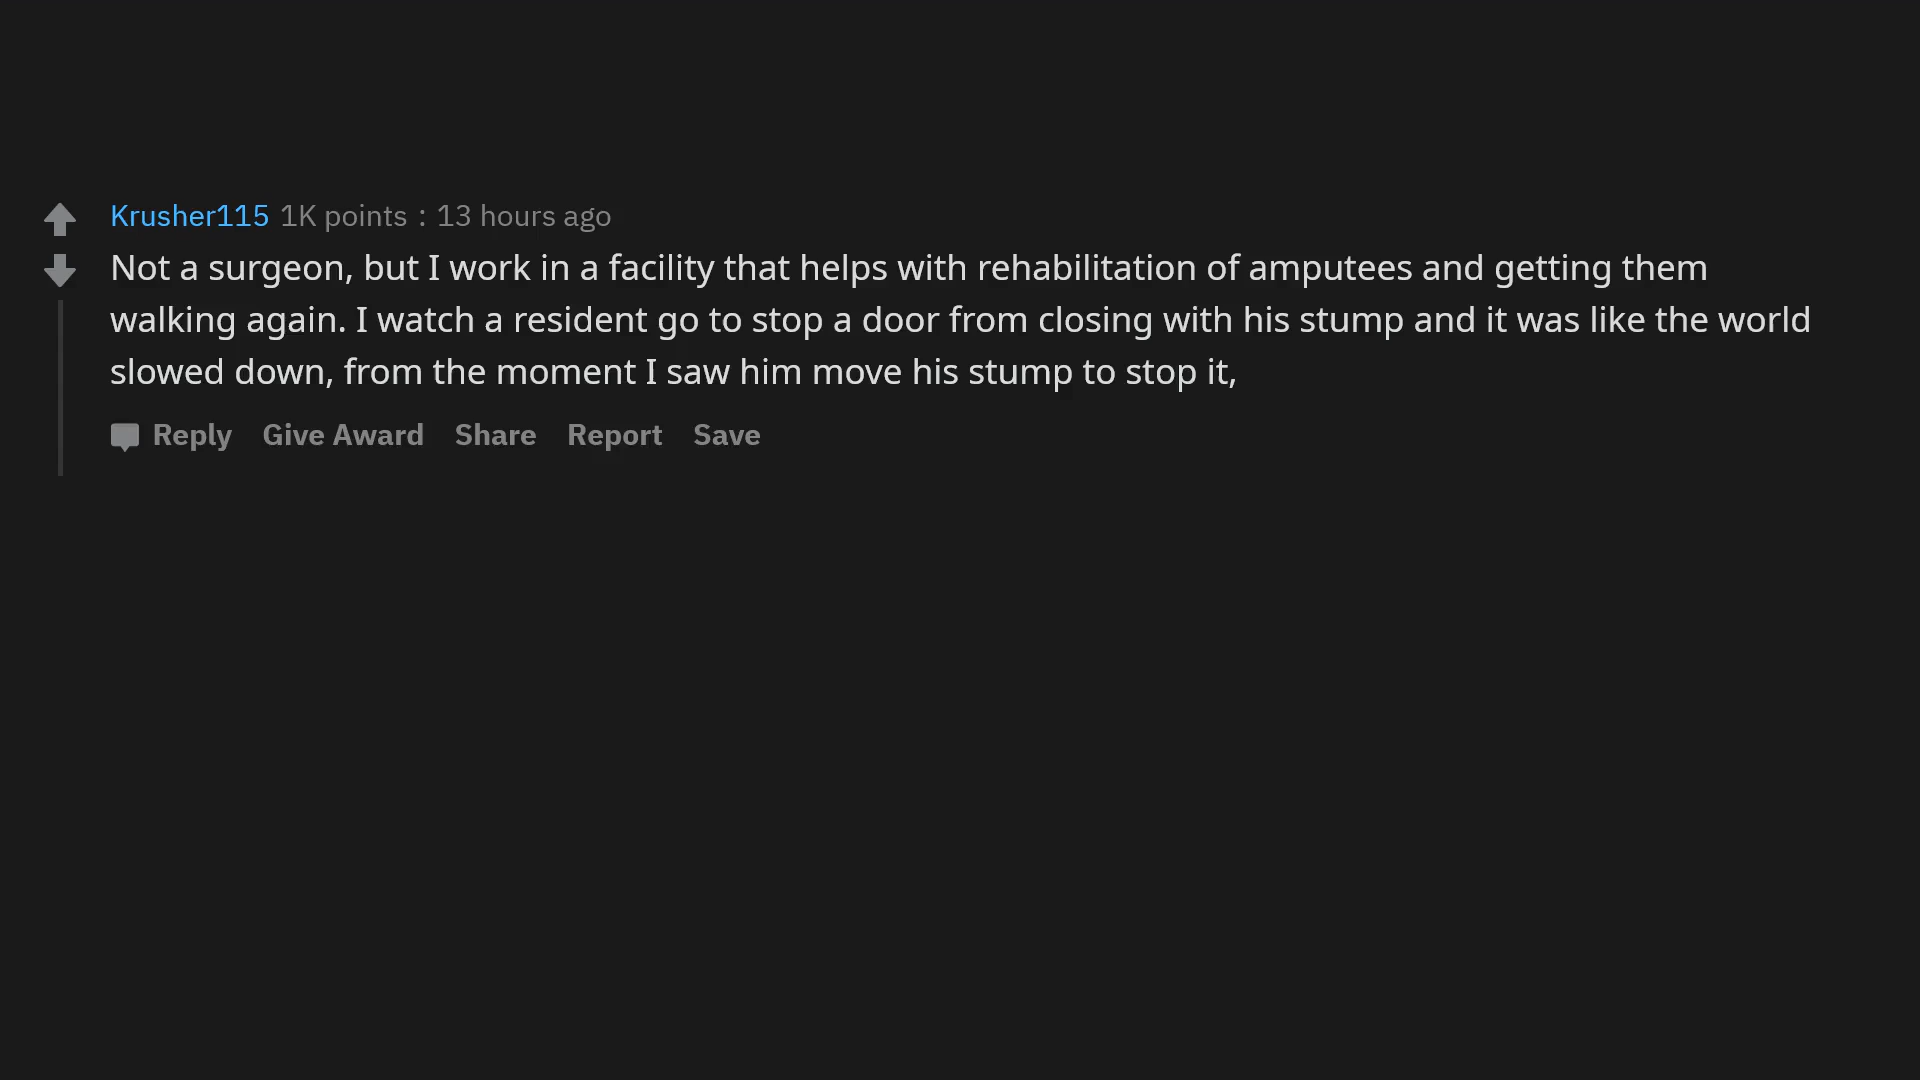 Krusher115 1K points : 13 hours ago
Not a surgeon, but I work in a facility that helps with rehabilitation of amputees and getting them
walking again. I watch a resident go to stop a door from closing with his stump and it was like the world
slowed down, from the moment I saw him move his stump to stop it,
Reply Give Award Share Report Save